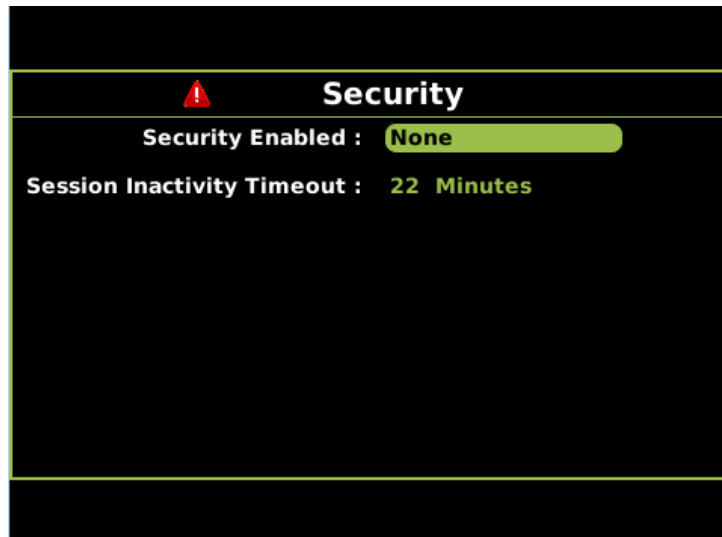 Security
Security Enabled : None
Session Inactivity Timeout : 22 Minutes